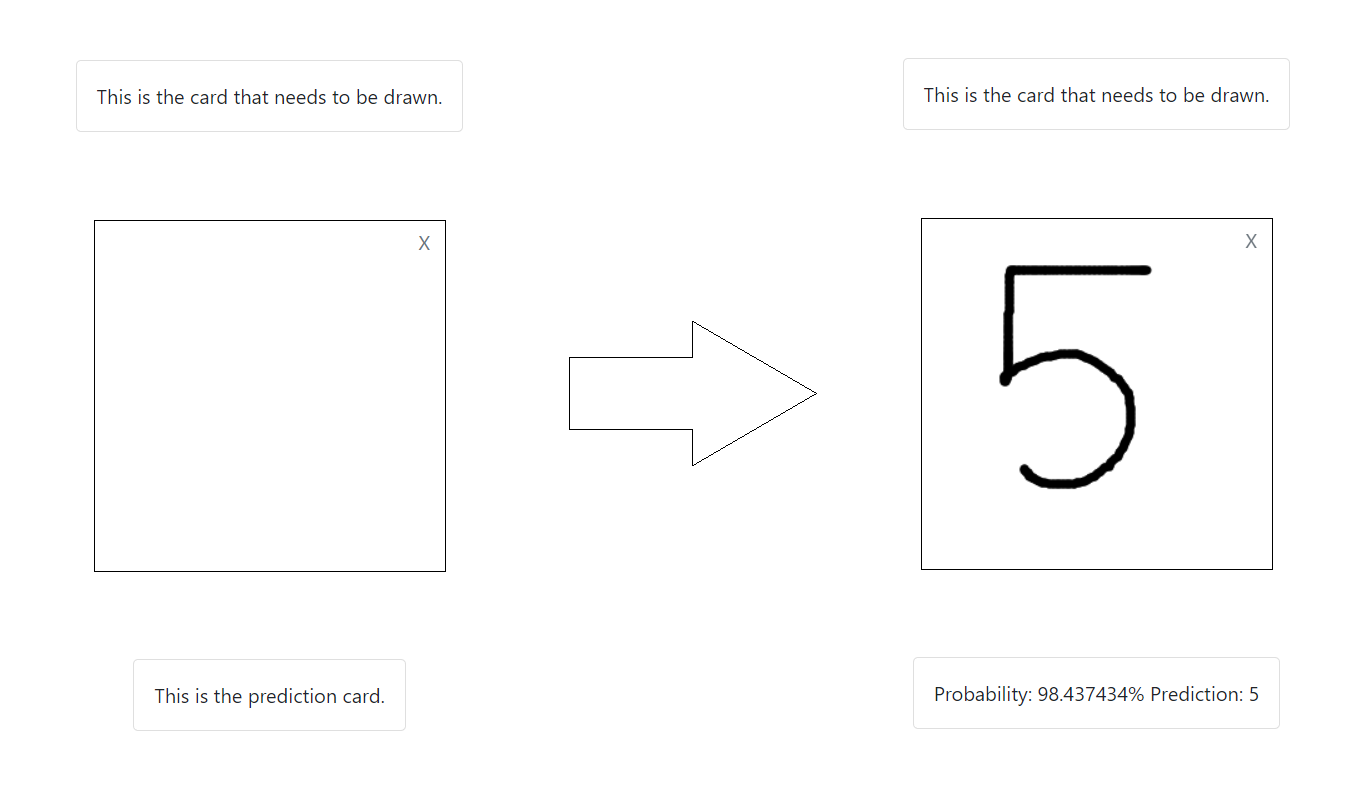 This is the card that needs to be drawn.
This is the card that needs to be drawn.
X
X
5
This is the prediction card.
Probability: 98.437434% Prediction: 5